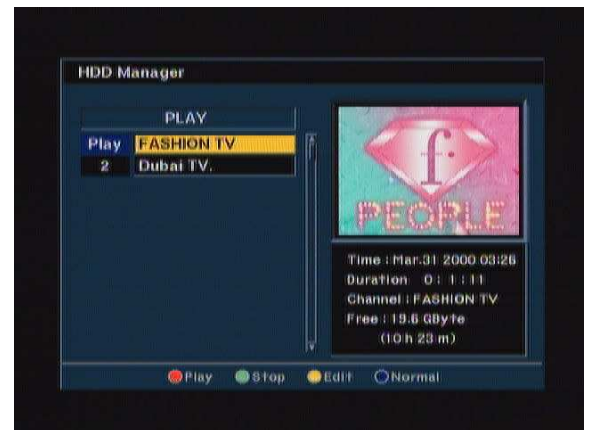 HDD Manager
PLAY
Play FASHION TV
2 Dubai TV.
f
PEOPLE
Time : Mar.31 2000 03:26
Duration 0: 1:11
Channel : FASHION TV
Free : 19.6 GByte
(10 h 23 m)
Play Stop Edit Normal